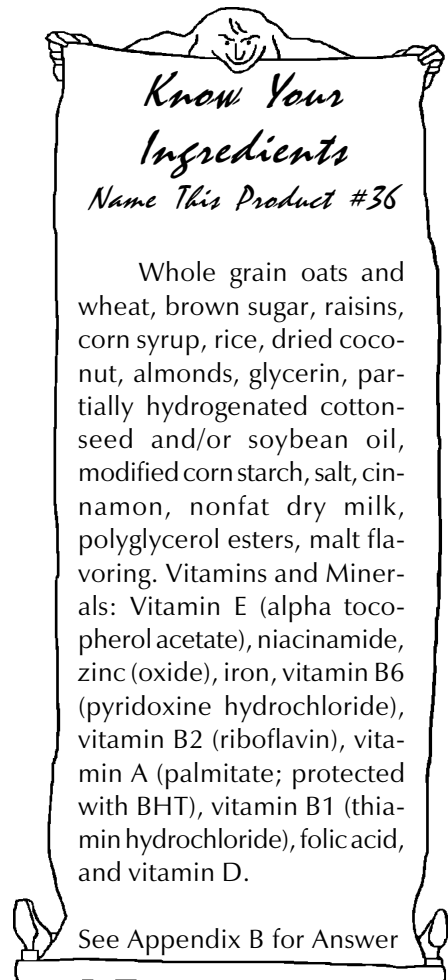 Know Your
Ingredients
Name This Product #36
Whole grain oats and
wheat, brown sugar, raisins,
corn syrup, rice, dried coco-
nut, almonds, glycerin, par-
tially hydrogenated cotton-
seed and/or soybean oil,
modified corn starch, salt, cin-
namon, nonfat dry milk,
polyglycerol esters, malt fla-
voring. Vitamins and Miner-
als: Vitamin E (alpha toco-
pherol acetate), niacinamide,
zinc (oxide), iron, vitamin B6
(pyridoxine hydrochloride),
vitamin B2 (riboflavin), vita-
min A (palmitate; protected
with BHT), vitamin B1 (thia-
min hydrochloride), folic acid,
and vitamin D.
See Appendix B for Answer